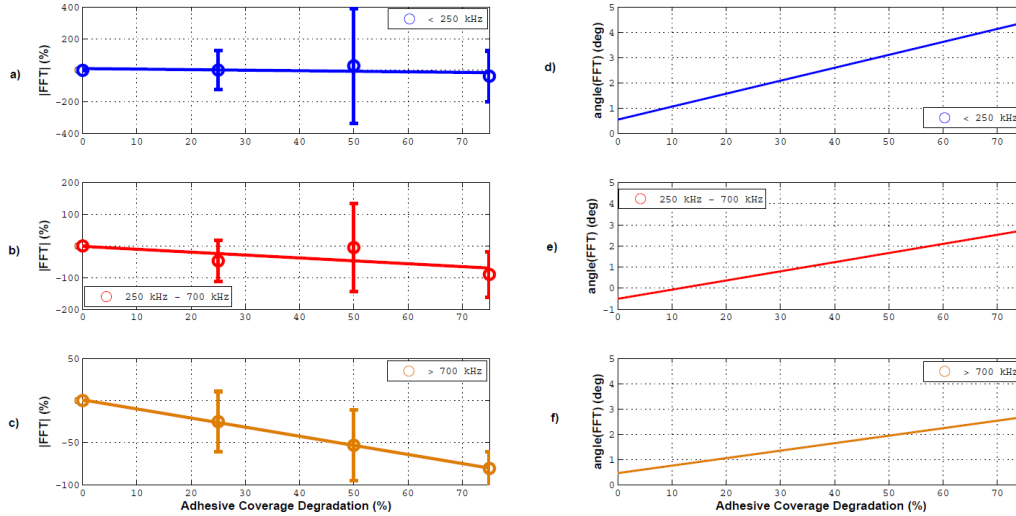 a)
|FFT| (%)
400
200
0
-200
-400
0 10 20 30 40 50 60 70
< 250 kHz
d)
angle(FFT) (deg)
5
4
3
2
1
0
0 10 20 30 40 50 60 70
< 250 kHz
b)
|FFT| (%)
200
100
0
-100
-200
0 10 20 30 40 50 60 70
250 kHz - 700 kHz
e)
angle(FFT) (deg)
5
4
3
2
1
0
-1
0 10 20 30 40 50 60 70
250 kHz - 700 kHz
c)
|FFT| (%)
50
0
-50
-100
0 10 20 30 40 50 60 70
> 700 kHz
Adhesive Coverage Degradation (%)
f)
angle(FFT) (deg)
5
4
3
2
1
0
0 10 20 30 40 50 60 70
> 700 kHz
Adhesive Coverage Degradation (%)